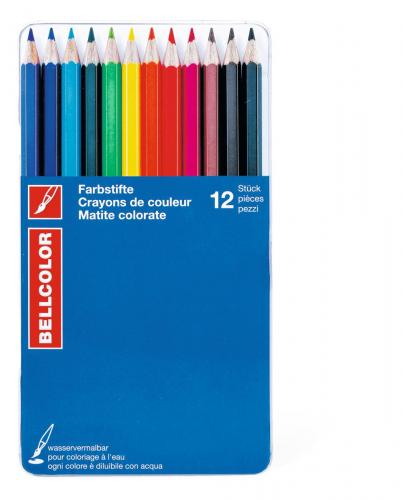 Farbstifte
Crayons de couleur
Matite colorate
12
Stück
pièces
pezzi
BELLCOLOR
wasservermalbar
pour coloriage à l'eau
ogni colore è diluibile con acqua